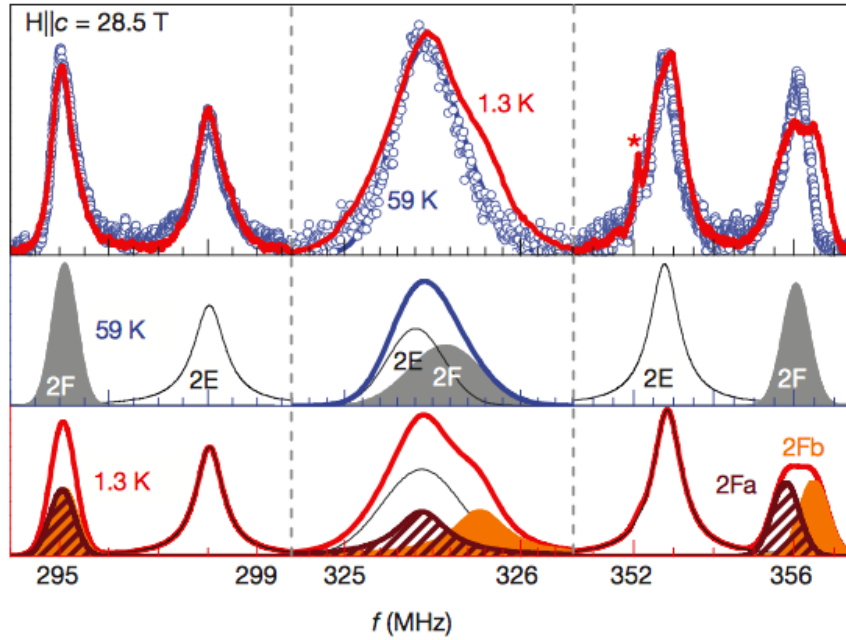 H||c = 28.5 T
1.3 K
*
59 K
59 K
2F
2E
2E
2F
2E
2F
1.3 K
2Fa
2Fb
295
299
325
326
352
356
f (MHz)